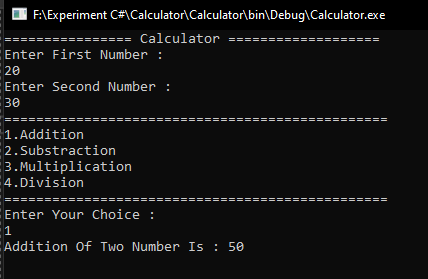 F:\Experiment C#\Calculator\Calculator\bin\Debug\Calculator.exe
================ Calculator ===================
Enter First Number :
20
Enter Second Number :
30
================================================
1.Addition
2.Substraction
3.Multiplication
4.Division
================================================
Enter Your Choice :
1
Addition Of Two Number Is : 50